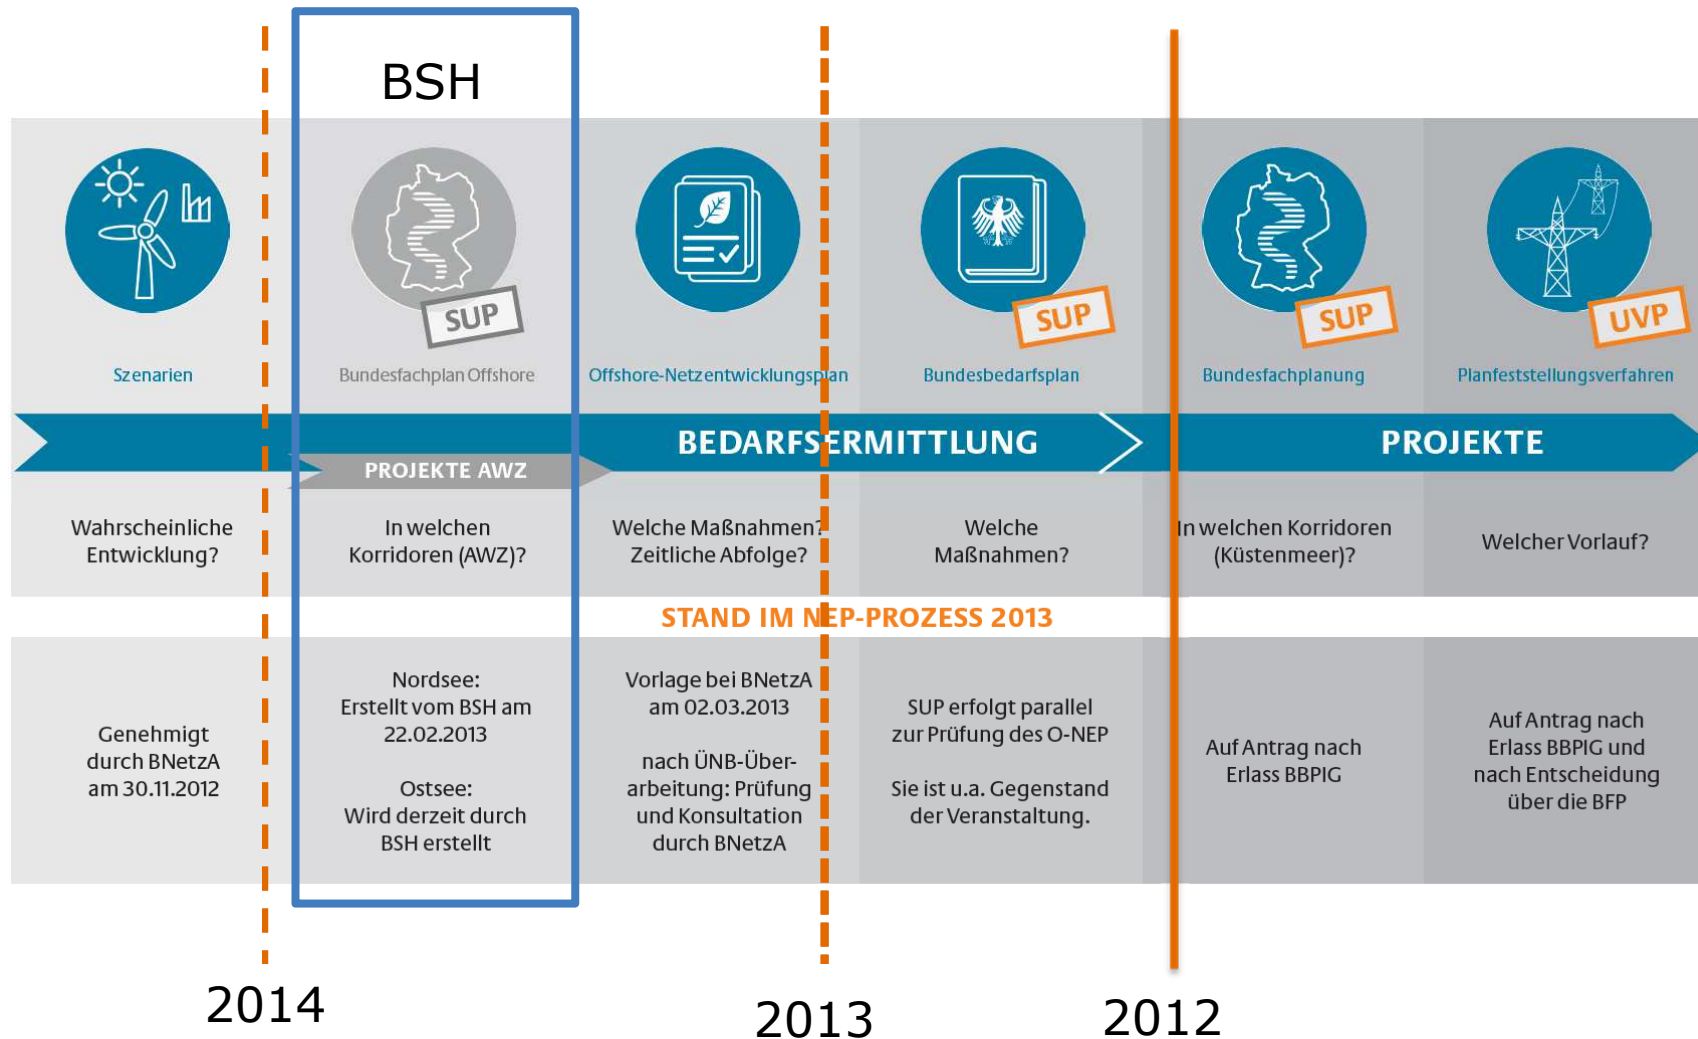 BSH
SUP
SUP
SUP
UVP
Szenarien
Bundesfachplan Offshore
Offshore-Netzentwicklungsplan
Bundesbedarfsplan
Bundesfachplanung
Planfeststellungsverfahren
BEDARFSERMITTLUNG
PROJEKTE
PROJEKTE AWZ
Wahrscheinliche
Entwicklung?
In welchen
Korridoren (AWZ)?
Welche Maßnahmen?
Zeitliche Abfolge?
Welche
Maßnahmen?
In welchen Korridoren
(Küstenmeer)?
Welcher Vorlauf?
STAND IM NEP-PROZESS 2013
Genehmigt
durch BNetzA
am 30.11.2012
Nordsee:
Erstellt vom BSH am
22.02.2013
Ostsee:
Wird derzeit durch
BSH erstellt
Vorlage bei BNetzA
am 02.03.2013
nach ÜNB-Über-
arbeitung: Prüfung
und Konsultation
durch BNetzA
SUP erfolgt parallel
zur Prüfung des O-NEP
Sie ist u.a. Gegenstand
der Veranstaltung.
Auf Antrag nach
Erlass BBPlG
Auf Antrag nach
Erlass BBPlG und
nach Entscheidung
über die BFP
2014
2013
2012